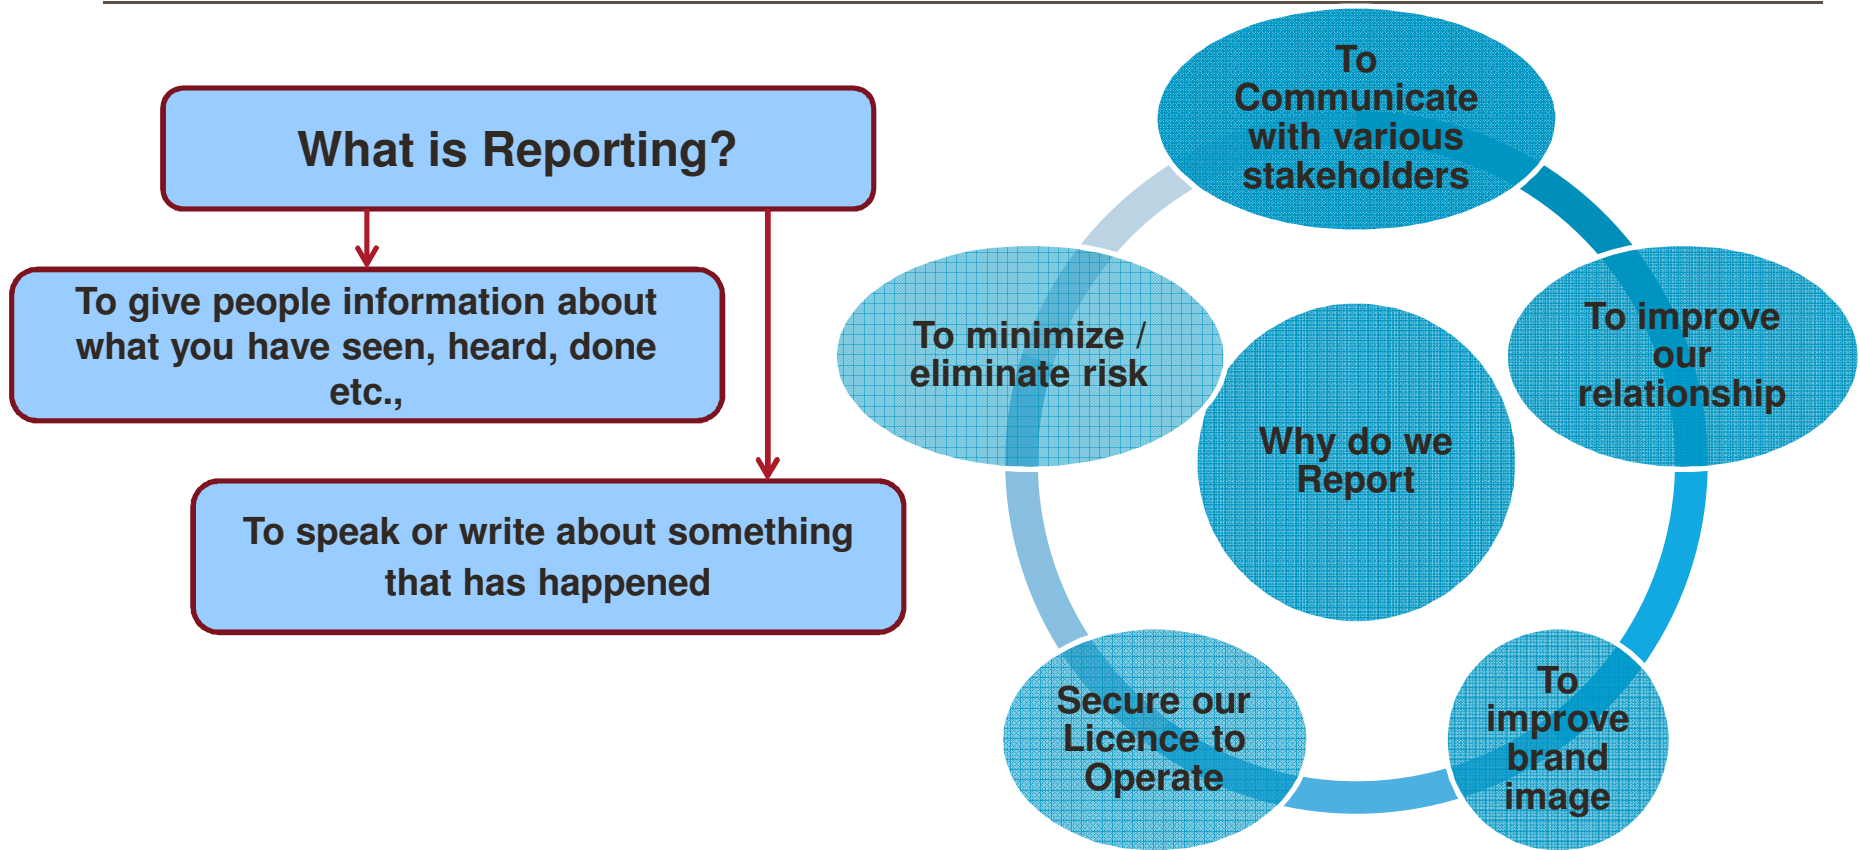 What is Reporting?
To give people information about
what you have seen, heard, done
etc.,
To speak or write about something
that has happened
To
Communicate
with various
stakeholders
To improve
our
relationship
To
improve
brand
image
Secure our
Licence to
Operate
To minimize /
eliminate risk
Why do we
Report